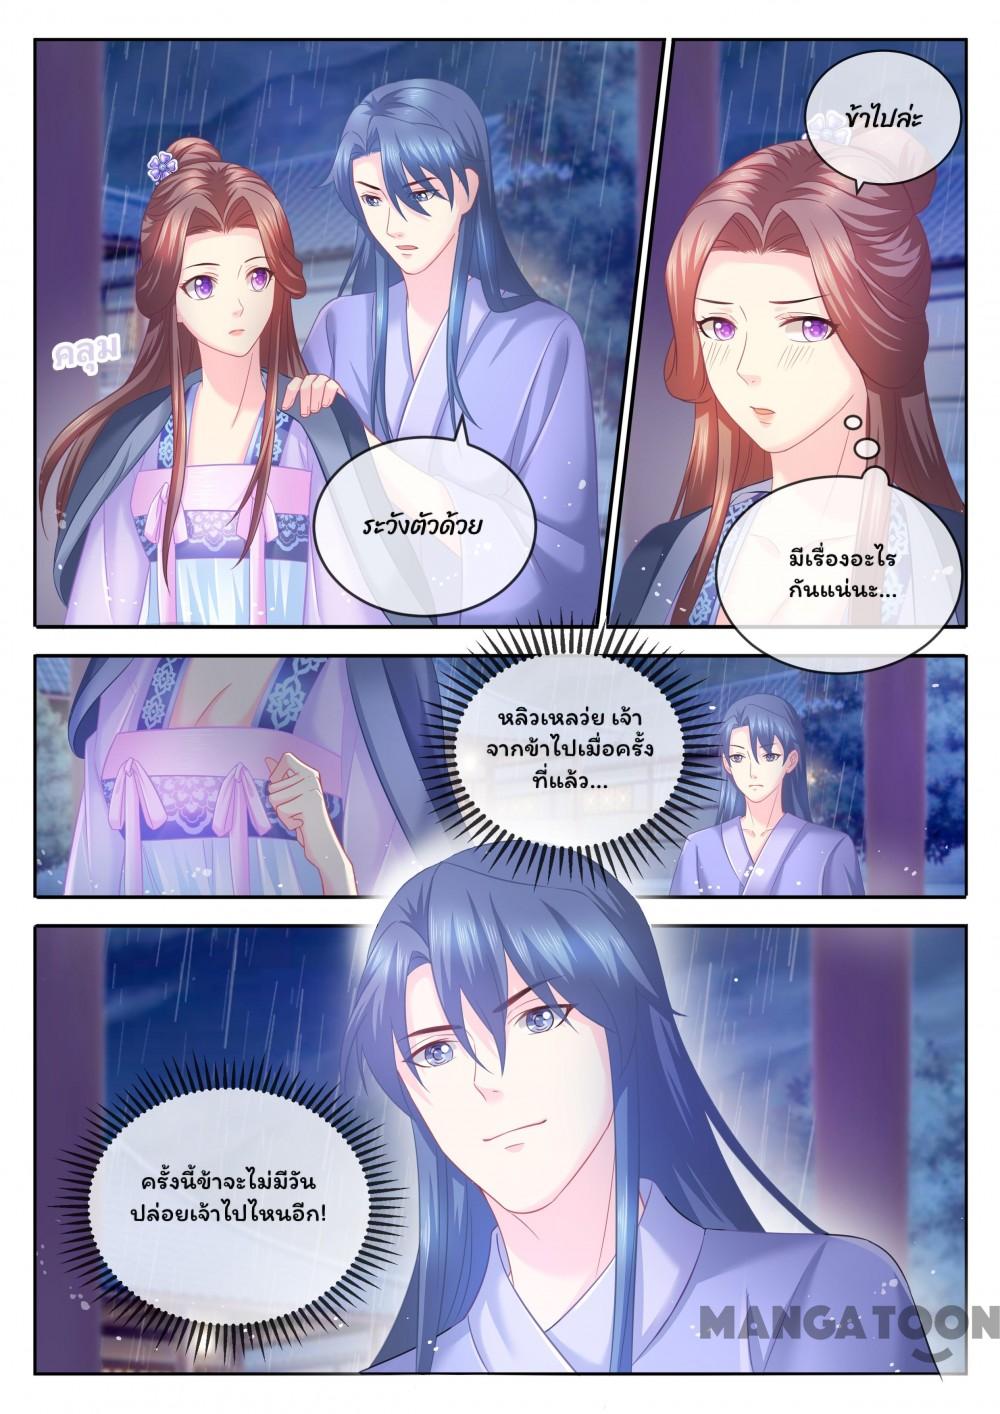 คลุม
ระวังตัวด้วย
ข้าไปล่ะ
มีเรื่องอะไร
กันแน่นะ...
หลิวเหลว่ย เจ้า
จากข้าไปเมื่อครั้ง
ที่แล้ว...
ครั้งนี้ข้าจะไม่มีวัน
ปล่อยเจ้าไปไหนอีก!
MANGATOON